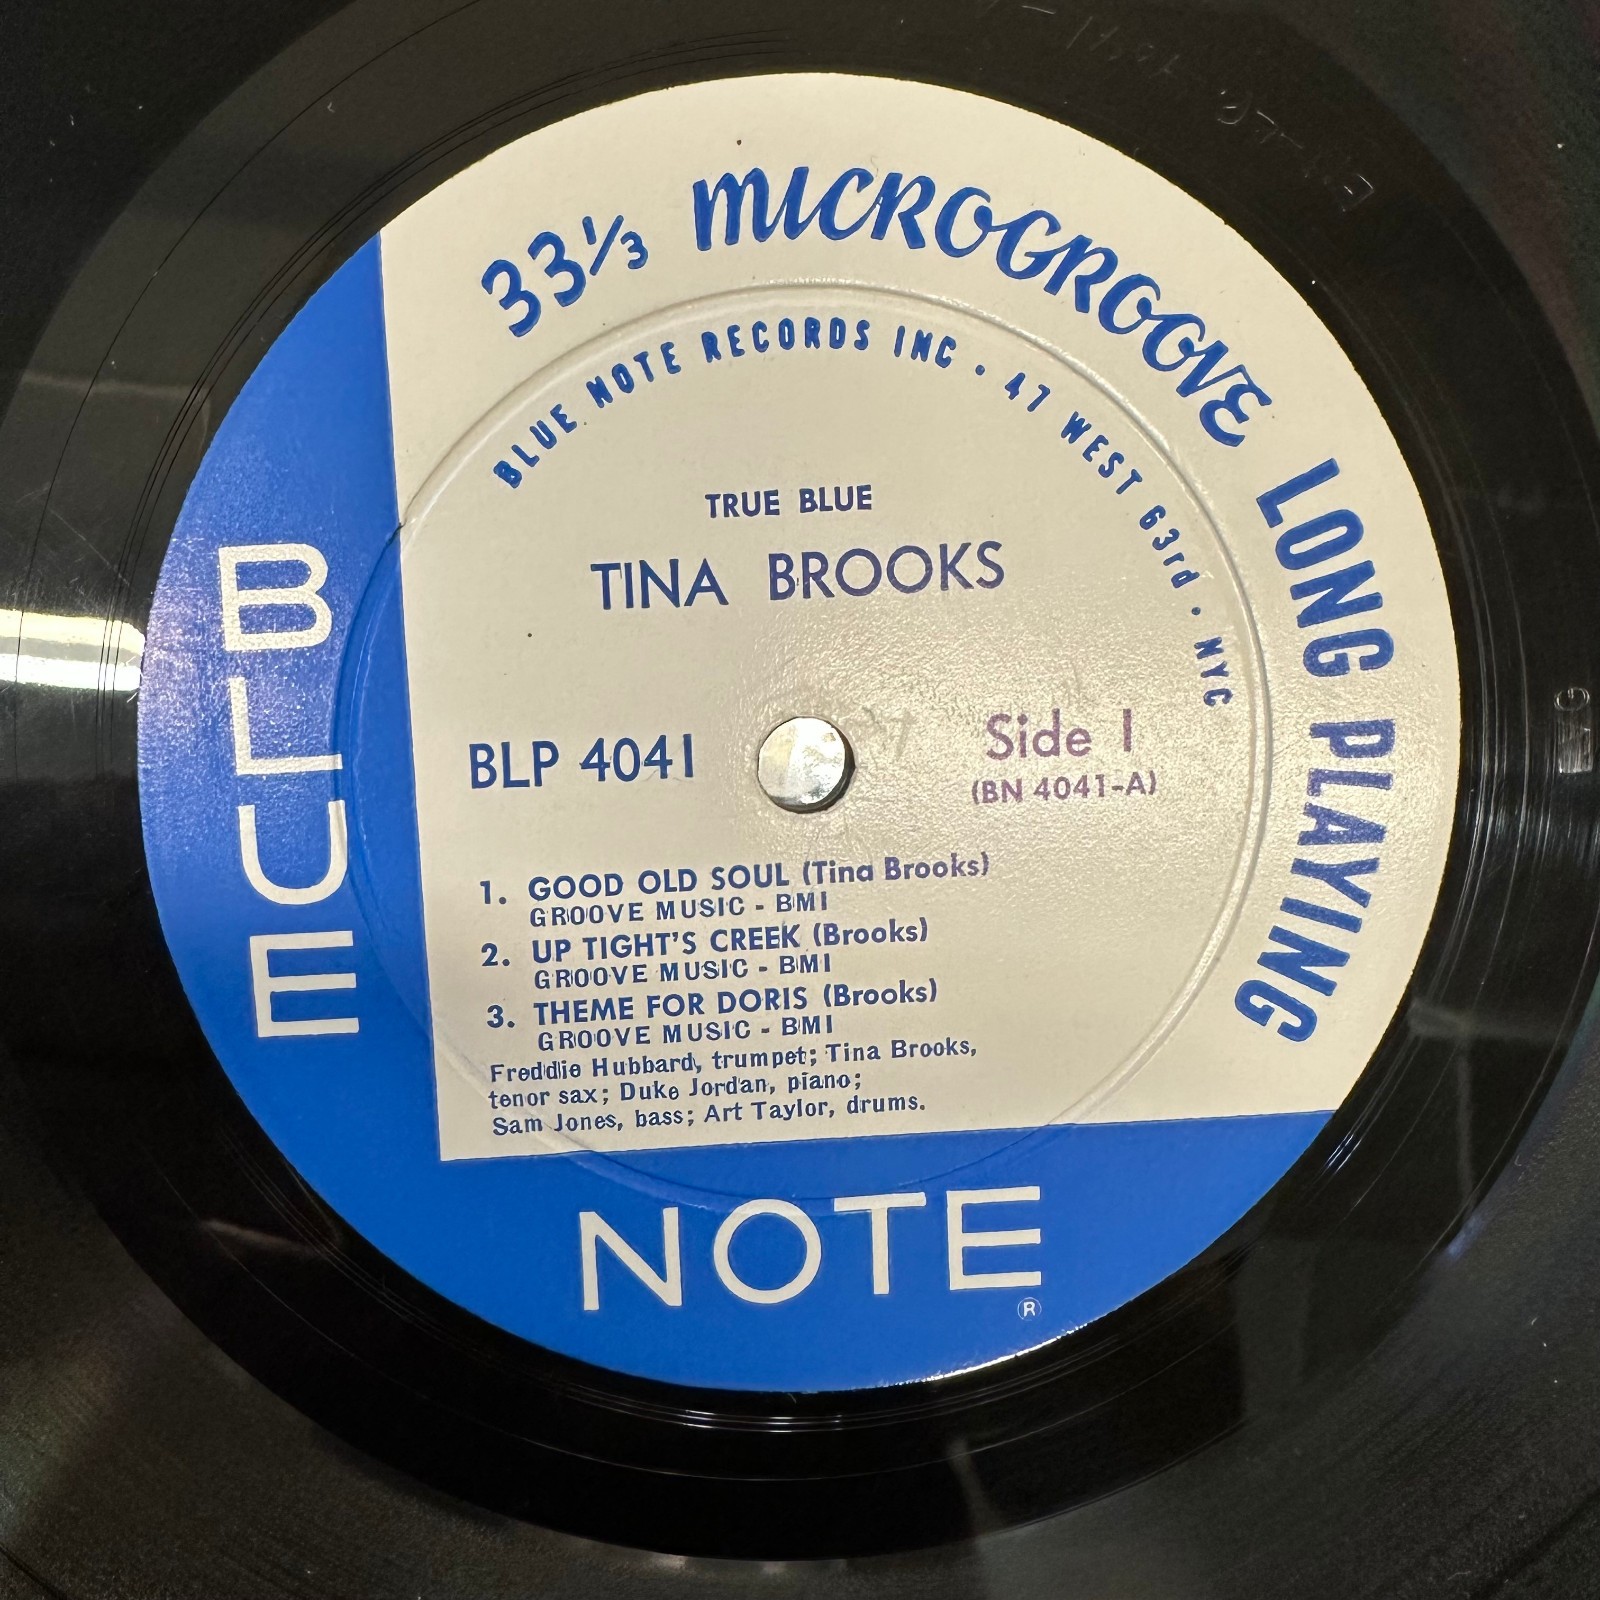 33⅓ MICROGROOVE LONG PLAYING
BLUE NOTE RECORDS INC · 47 WEST 63rd · NYC
TRUE BLUE
TINA BROOKS
BLP 4041
Side 1
(BN 4041-A)
1. GOOD OLD SOUL (Tina Brooks)
GROOVE MUSIC - BMI
2. UP TIGHT'S CREEK (Brooks)
GROOVE MUSIC - BMI
3. THEME FOR DORIS (Brooks)
GROOVE MUSIC - BMI
Freddie Hubbard, trumpet; Tina Brooks,
tenor sax; Duke Jordan, piano;
Sam Jones, bass; Art Taylor, drums.
BLUE
NOTE
®